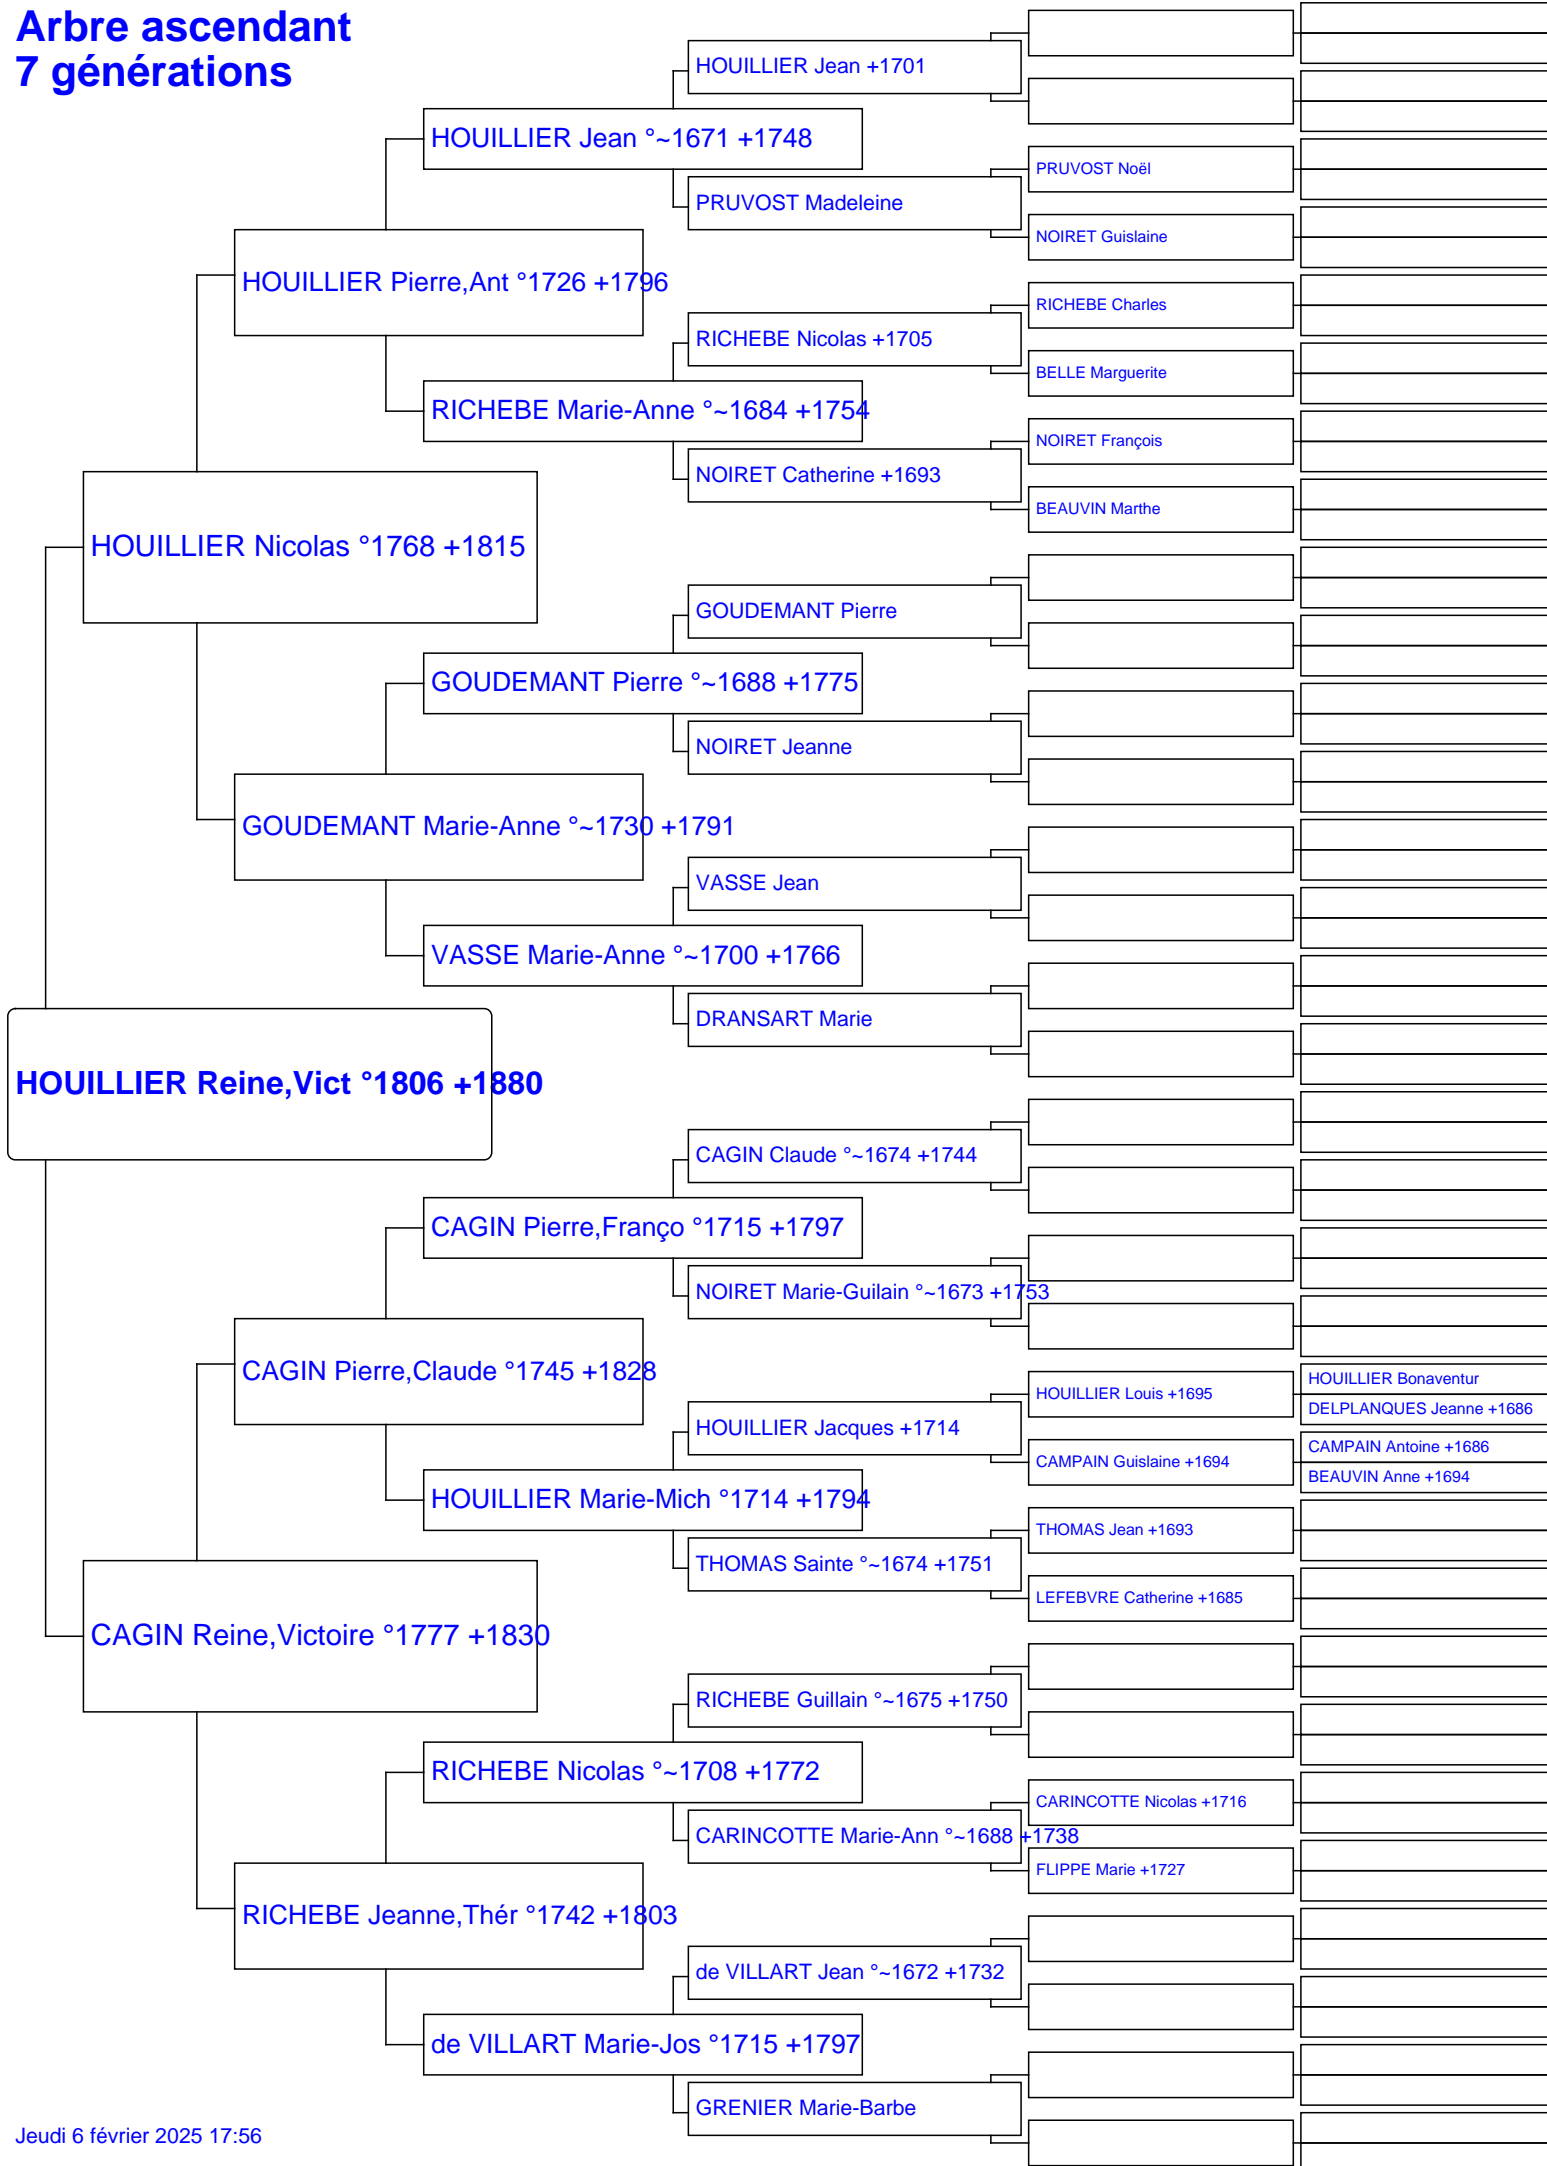 Arbre ascendant
7 générations
HOUILLIER Jean +1701
HOUILLIER Jean °~1671 +1748
PRUVOST Noël
PRUVOST Madeleine
NOIRET Guislaine
HOUILLIER Pierre,Ant °1726 +1796
RICHEBE Charles
RICHEBE Nicolas +1705
BELLE Marguerite
RICHEBE Marie-Anne °~1684 +1754
NOIRET François
NOIRET Catherine +1693
BEAUVIN Marthe
HOUILLIER Nicolas °1768 +1815
GOUDEMANT Pierre
GOUDEMANT Pierre °~1688 +1775
NOIRET Jeanne
GOUDEMANT Marie-Anne °~1730 +1791
VASSE Jean
VASSE Marie-Anne °~1700 +1766
DRANSART Marie
HOUILLIER Reine,Vict °1806 +1880
CAGIN Claude °~1674 +1744
CAGIN Pierre,Franço °1715 +1797
NOIRET Marie-Guilain °~1673 +1753
CAGIN Pierre,Claude °1745 +1828
HOUILLIER Bonaventur
HOUILLIER Louis +1695
DELPLANQUES Jeanne +1686
HOUILLIER Jacques +1714
CAMPAIN Antoine +1686
CAMPAIN Guislaine +1694
BEAUVIN Anne +1694
HOUILLIER Marie-Mich °1714 +1794
THOMAS Jean +1693
THOMAS Sainte °~1674 +1751
LEFEBVRE Catherine +1685
CAGIN Reine,Victoire °1777 +1830
RICHEBE Guillain °~1675 +1750
RICHEBE Nicolas °~1708 +1772
CARINCOTTE Nicolas +1716
CARINCOTTE Marie-Ann °~1688 +1738
FLIPPE Marie +1727
RICHEBE Jeanne,Thér °1742 +1803
de VILLART Jean °~1672 +1732
de VILLART Marie-Jos °1715 +1797
GRENIER Marie-Barbe
Jeudi 6 février 2025 17:56